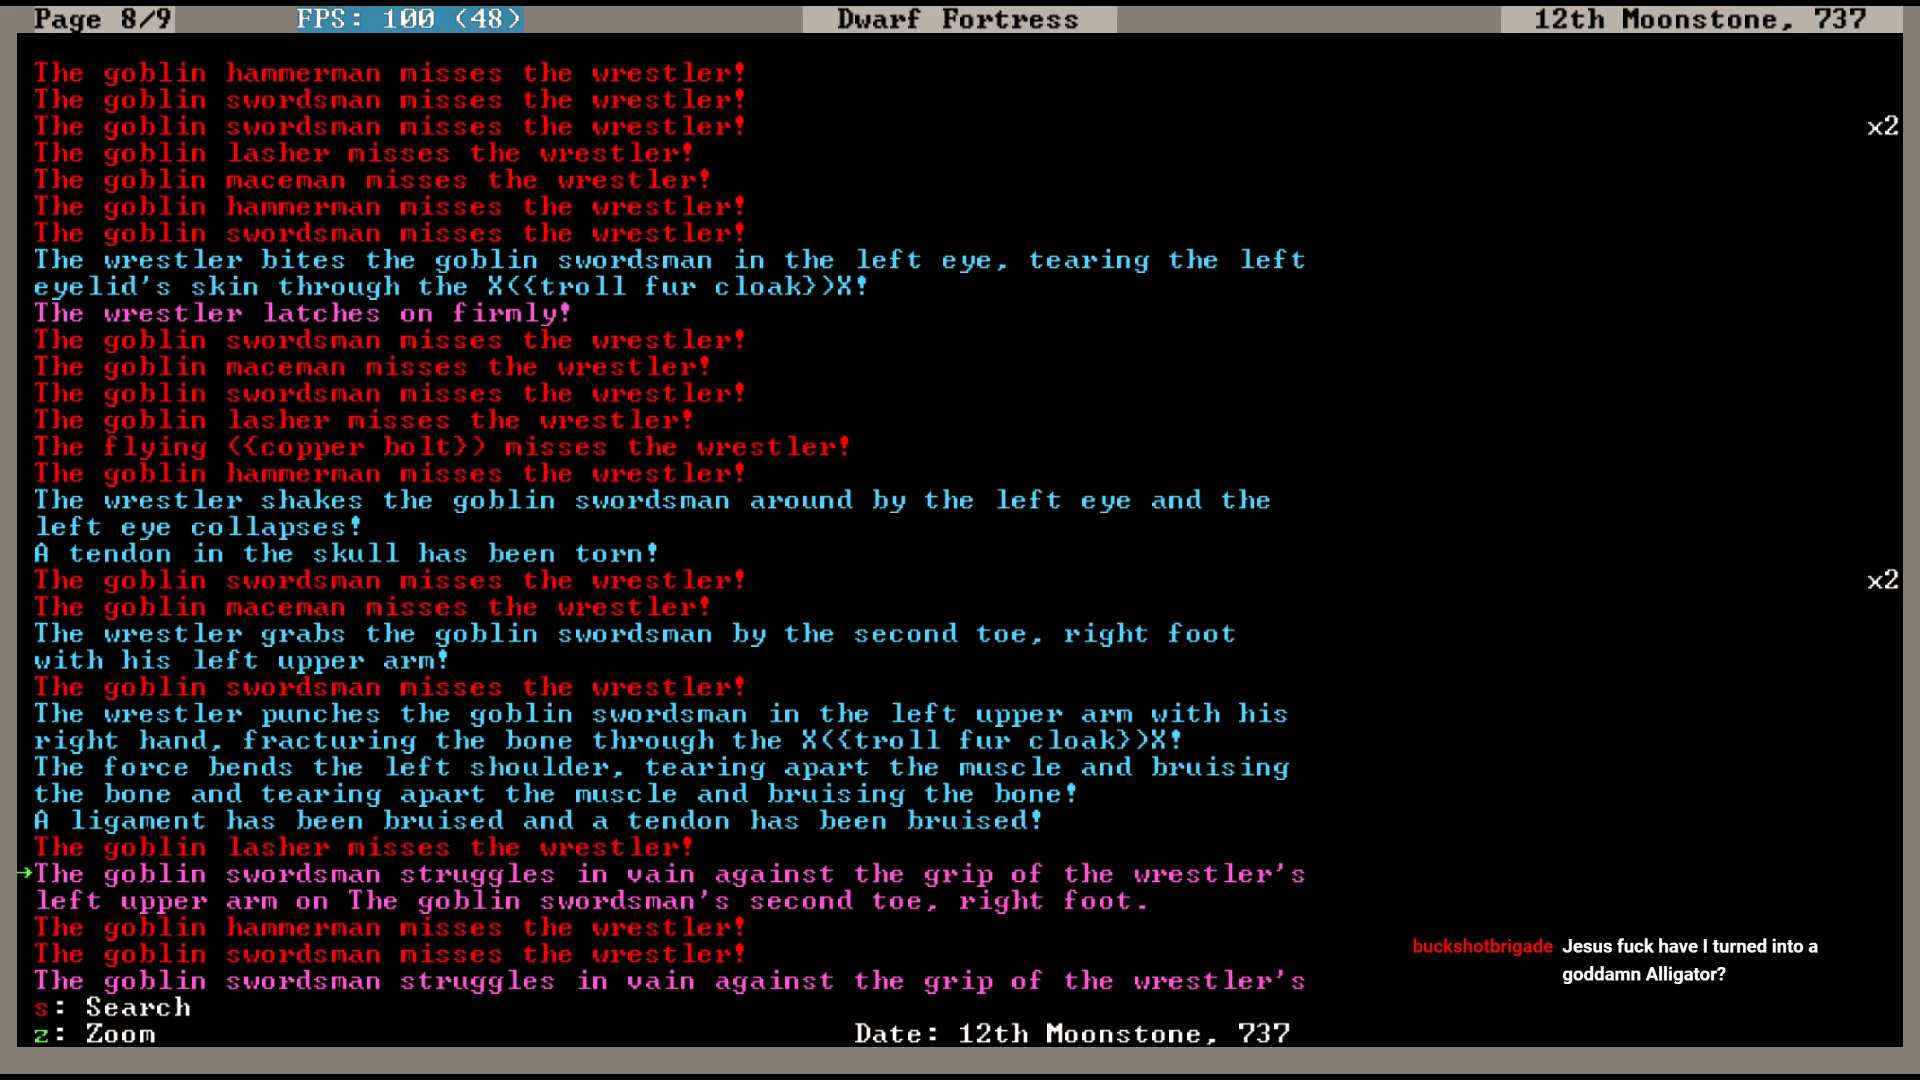 Page 8/9 FPS: 100 (48) Dwarf Fortress 12th Moonstone, 737
The goblin hammerman misses the wrestler!
The goblin swordsman misses the wrestler!
The goblin swordsman misses the wrestler! x2
The goblin lasher misses the wrestler!
The goblin maceman misses the wrestler!
The goblin hammerman misses the wrestler!
The goblin swordsman misses the wrestler!
The wrestler bites the goblin swordsman in the left eye, tearing the left
eyelid's skin through the X({troll fur cloak})X!
The wrestler latches on firmly!
The goblin swordsman misses the wrestler!
The goblin maceman misses the wrestler!
The goblin swordsman misses the wrestler!
The goblin lasher misses the wrestler!
The flying ({copper bolt}) misses the wrestler!
The goblin hammerman misses the wrestler!
The wrestler shakes the goblin swordsman around by the left eye and the
left eye collapses!
A tendon in the skull has been torn!
The goblin swordsman misses the wrestler! x2
The goblin maceman misses the wrestler!
The wrestler grabs the goblin swordsman by the second toe, right foot
with his left upper arm!
The goblin swordsman misses the wrestler!
The wrestler punches the goblin swordsman in the left upper arm with his
right hand, fracturing the bone through the X({troll fur cloak})X!
The force bends the left shoulder, tearing apart the muscle and bruising
the bone and tearing apart the muscle and bruising the bone!
A ligament has been bruised and a tendon has been bruised!
The goblin lasher misses the wrestler!
→The goblin swordsman struggles in vain against the grip of the wrestler's
left upper arm on The goblin swordsman's second toe, right foot.
The goblin hammerman misses the wrestler!
The goblin swordsman misses the wrestler!
The goblin swordsman struggles in vain against the grip of the wrestler's
buckshotbrigade Jesus fuck have I turned into a
goddamn Alligator?
s: Search
z: Zoom Date: 12th Moonstone, 737